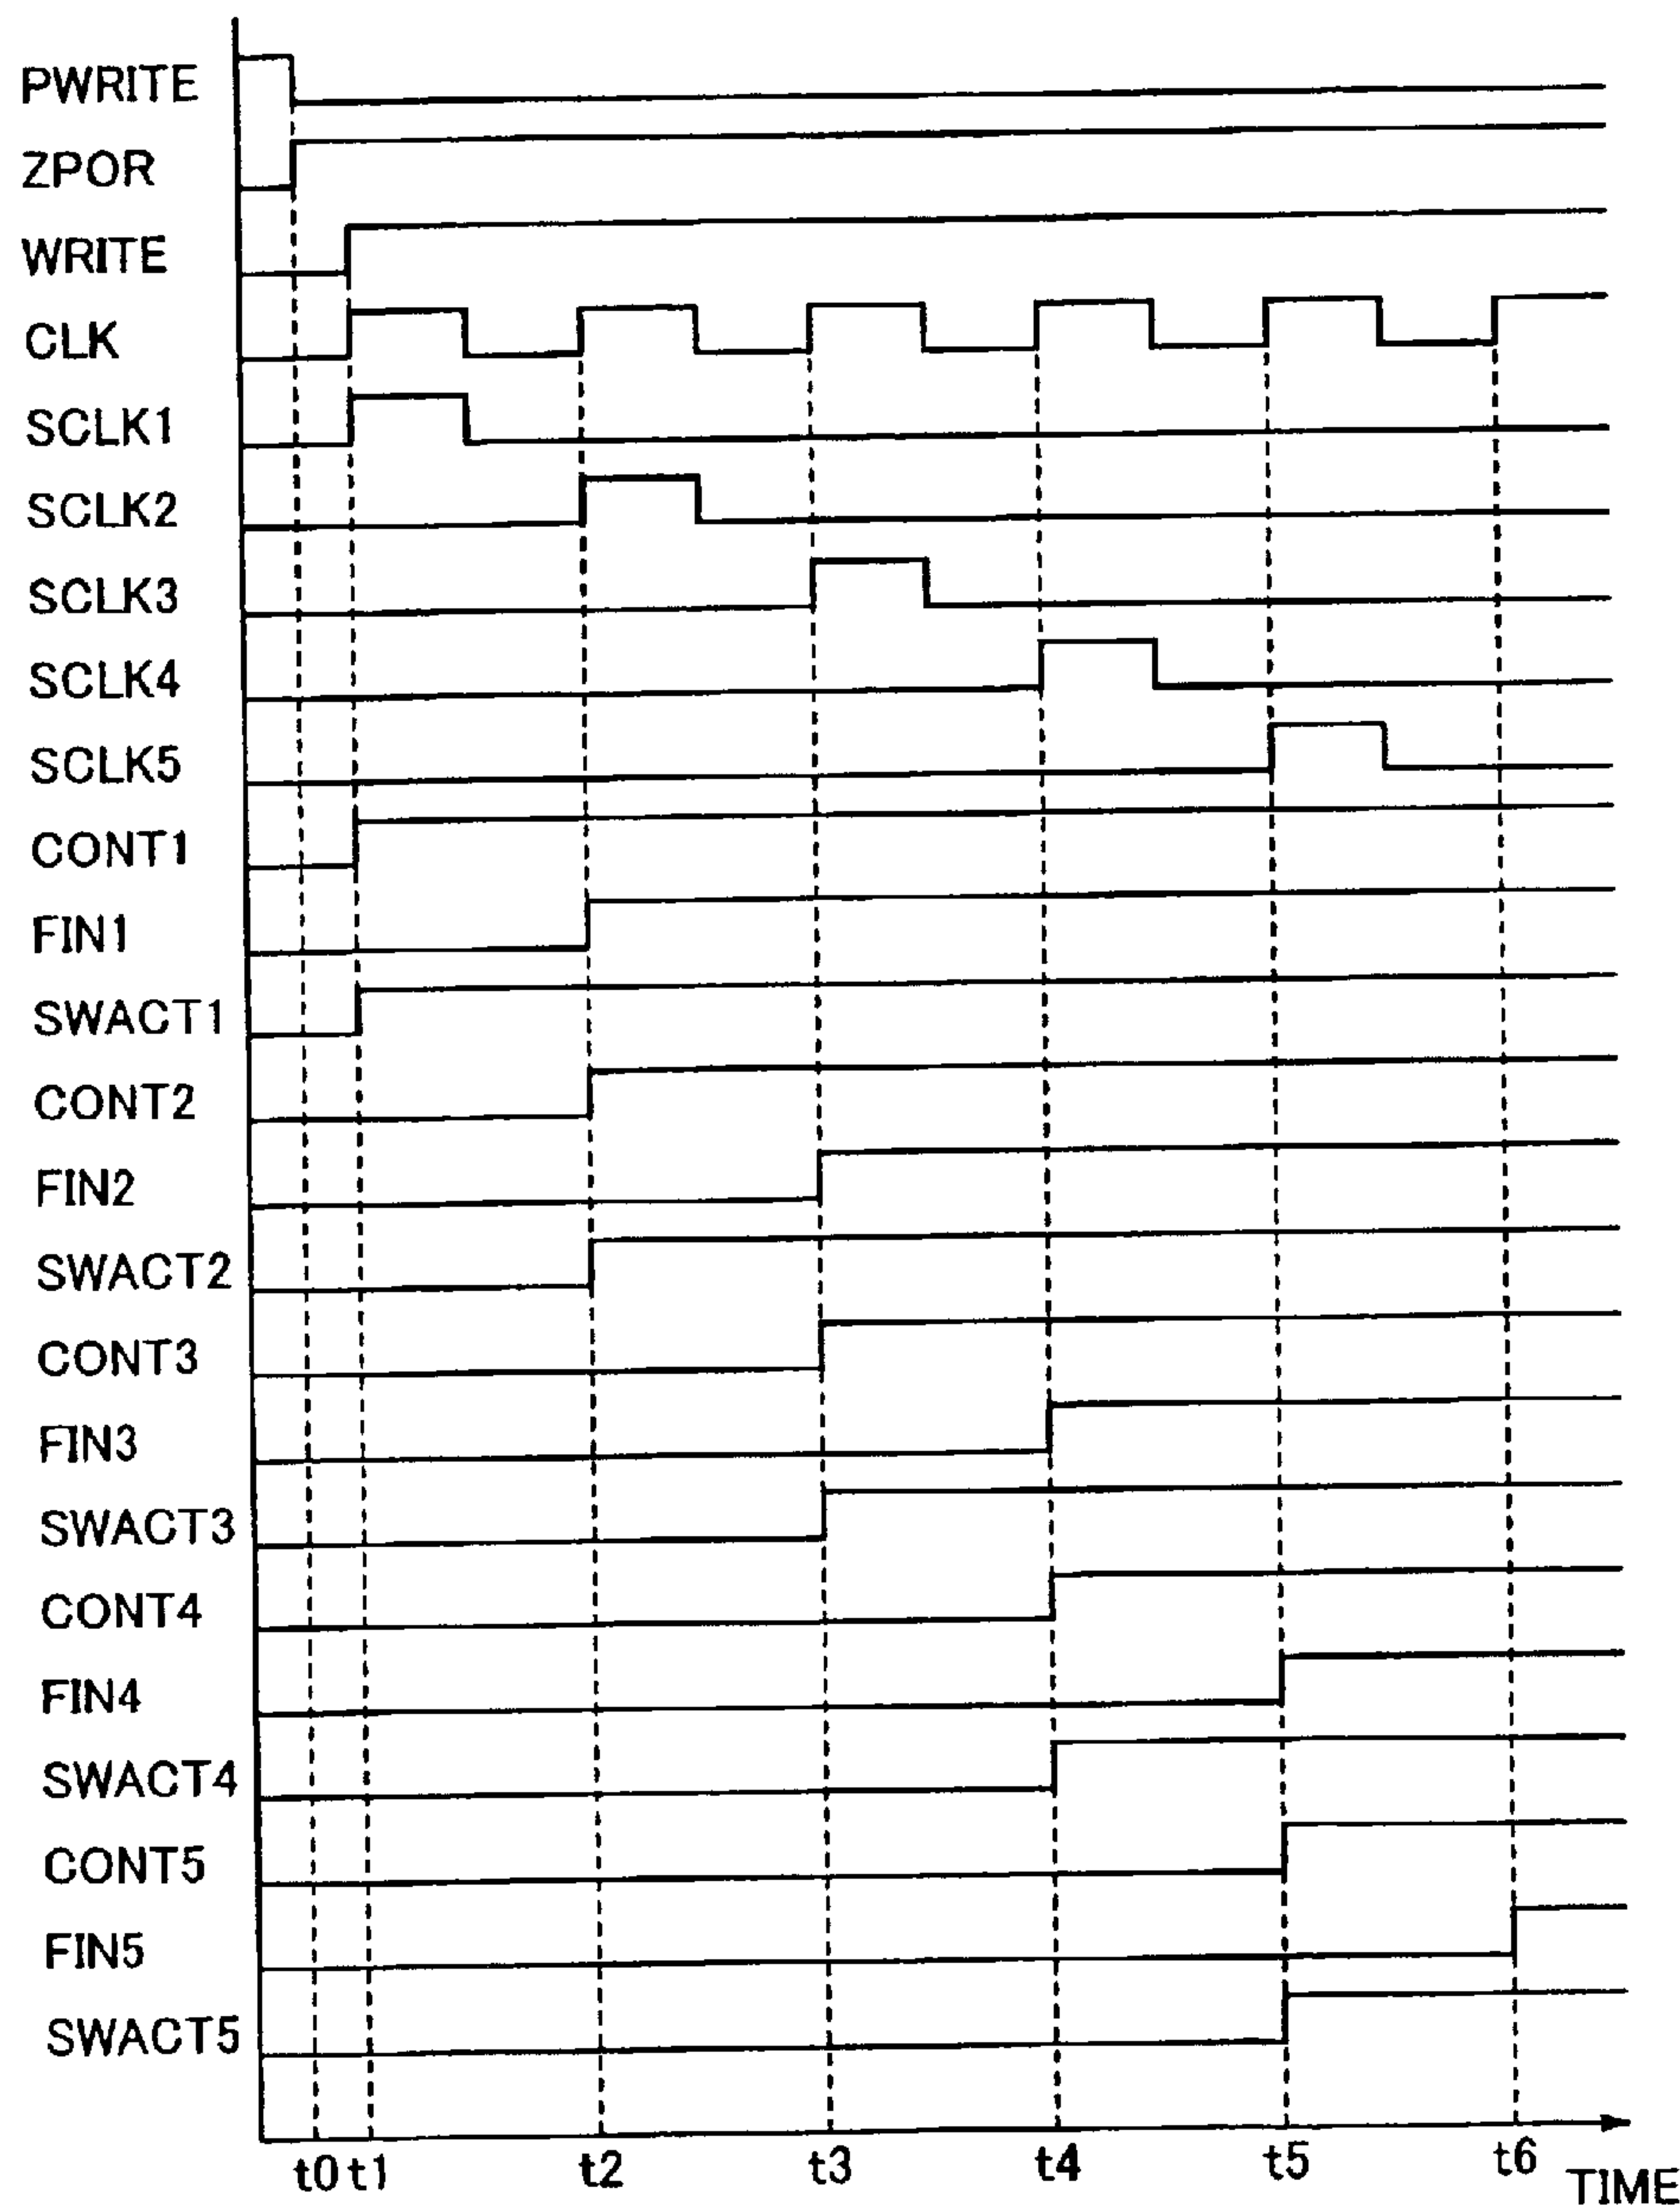 PWRITE
ZPOR
WRITE
CLK
SCLK1
SCLK2
SCLK3
SCLK4
SCLK5
CONT1
FIN1
SWACT1
CONT2
FIN2
SWACT2
CONT3
FIN3
SWACT3
CONT4
FIN4
SWACT4
CONT5
FIN5
SWACT5
t0 t1 t2 t3 t4 t5 t6 TIME